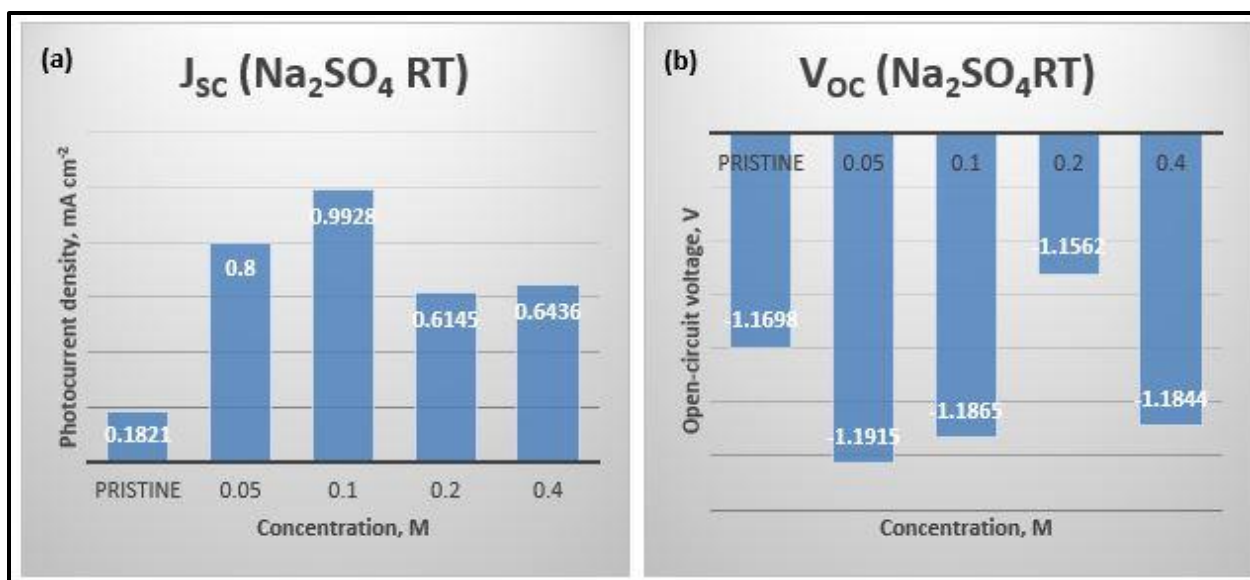 (a)
J_SC (Na₂SO₄ RT)
Photocurrent density, mA cm⁻²
0.1821
0.8
0.9928
0.6145
0.6436
PRISTINE 0.05 0.1 0.2 0.4
Concentration, M
(b)
V_OC (Na₂SO₄RT)
PRISTINE 0.05 0.1 0.2 0.4
Open-circuit voltage, V
-1.1698
-1.1915
-1.1865
-1.1562
-1.1844
Concentration, M